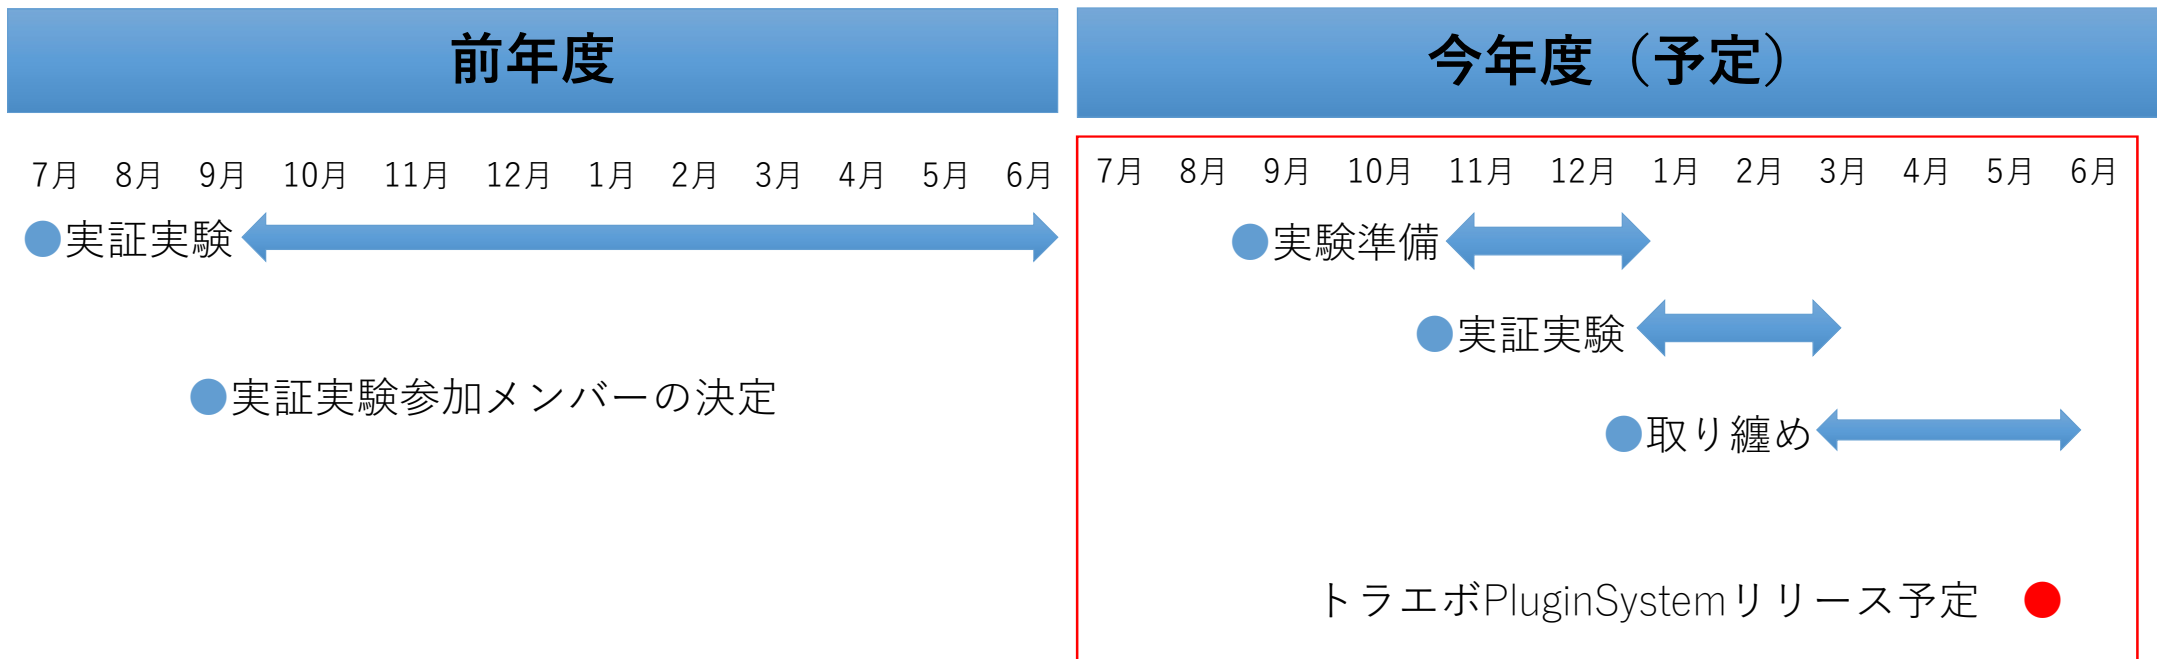 前年度
7月 8月 9月 10月 11月 12月 1月 2月 3月 4月 5月 6月
●実証実験
●実証実験参加メンバーの決定
今年度（予定）
7月 8月 9月 10月 11月 12月 1月 2月 3月 4月 5月 6月
●実験準備
●実証実験
●取り纏め
トラエボPluginSystemリリース予定 ●